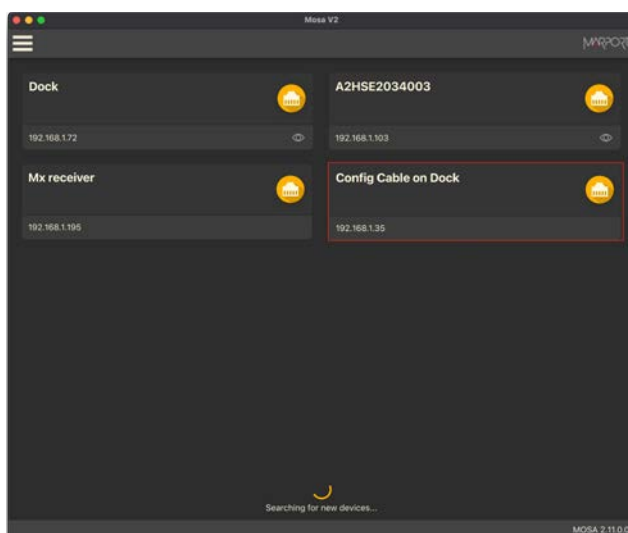 Mosa V2
MARPORT
Dock
A2HSE2034003
192.168.1.72
192.168.1.103
Mx receiver
Config Cable on Dock
192.168.1.195
192.168.1.35
Searching for new devices...
MOSA 2.11.0.0